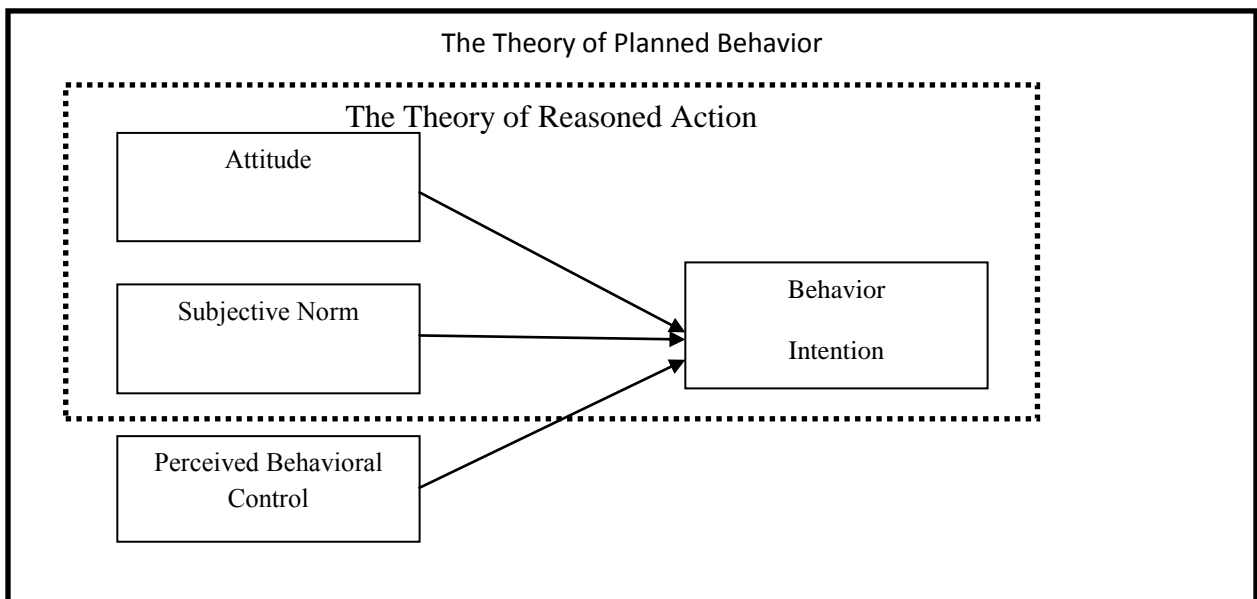 The Theory of Planned Behavior
The Theory of Reasoned Action
Attitude
Subjective Norm
Behavior
Intention
Perceived Behavioral
Control